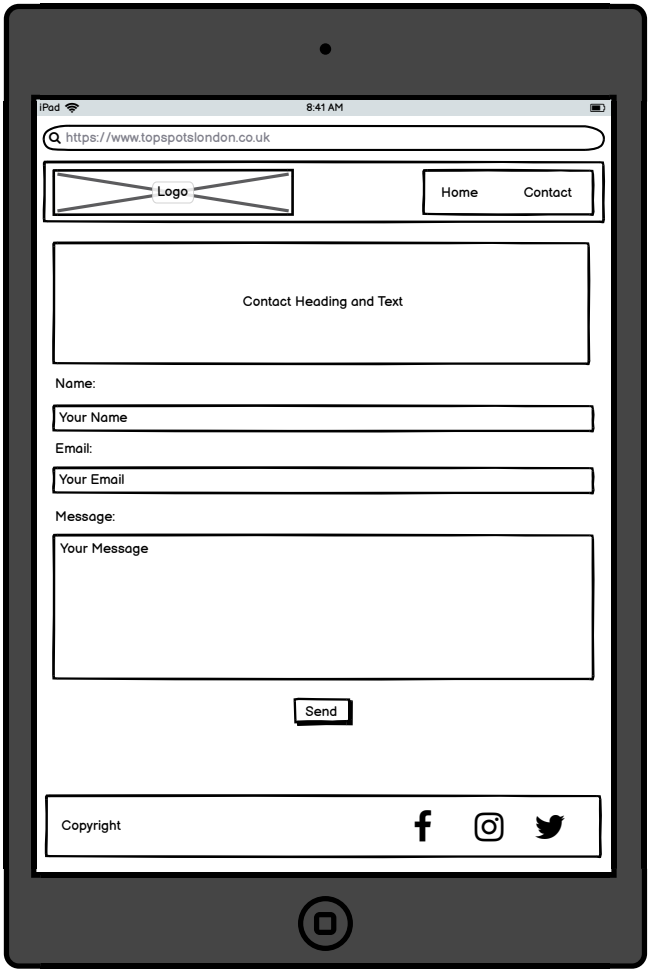 iPad
8:41 AM
https://www.topspotslondon.co.uk
Logo
Home
Contact
Contact Heading and Text
Name:
Your Name
Email:
Your Email
Message:
Your Message
Send
Copyright